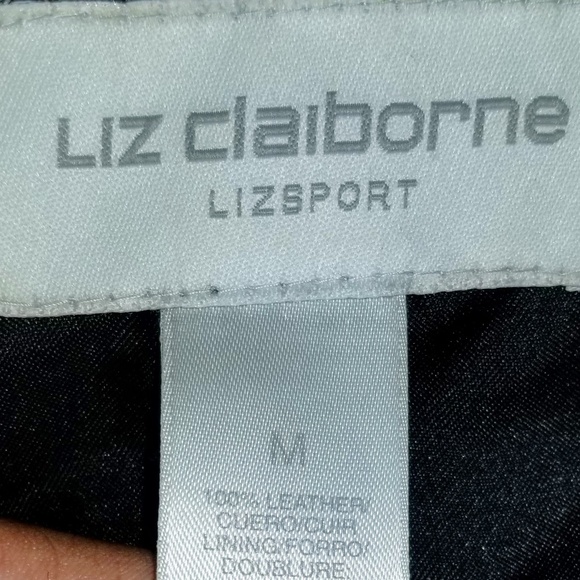 Liz claiborne
LIZSPORT
M
100% LEATHER/
CUERO/CUIR
LINING/FORRO/
DOUBLURE